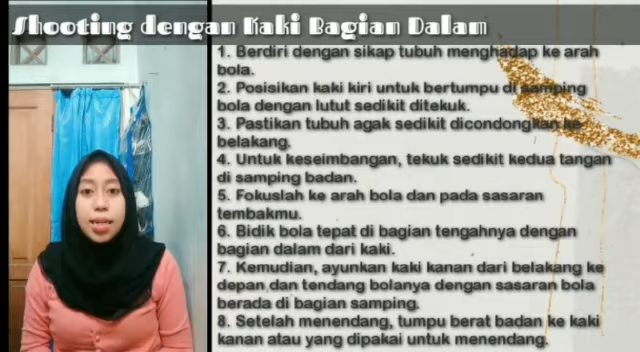 Shooting dengan Kaki Bagian Dalam
1. Berdiri dengan sikap tubuh menghadap ke arah
bola.
2. Posisikan kaki kiri untuk bertumpu di samping
bola dengan lutut sedikit ditekuk.
3. Pastikan tubuh agak sedikit dicondongkan ke
belakang.
4. Untuk keseimbangan, tekuk sedikit kedua tangan
di samping badan.
5. Fokuslah ke arah bola dan pada sasaran
tembakmu.
6. Bidik bola tepat di bagian tengahnya dengan
bagian dalam dari kaki.
7. Kemudian, ayunkan kaki kanan dari belakang ke
depan dan tendang bolanya dengan sasaran bola
berada di bagian samping.
8. Setelah menendang, tumpu berat badan ke kaki
kanan atau yang dipakai untuk menendang.